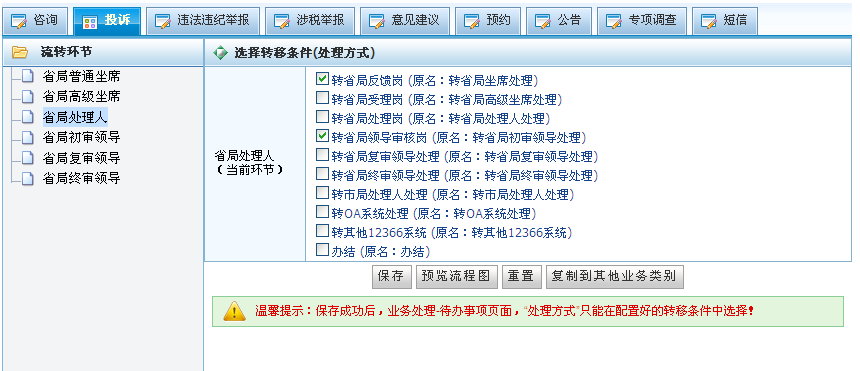 咨询 投诉 违法违纪举报 涉税举报 意见建议 预约 公告 专项调查 短信
流转环节
省局普通坐席
省局高级坐席
省局处理人
省局初审领导
省局复审领导
省局终审领导
选择转移条件(处理方式)
省局处理人
（当前环节）
转省局反馈岗 (原名：转省局坐席处理)
转省局受理岗 (原名：转省局高级坐席处理)
转省局处理岗 (原名：转省局处理人处理)
转省局领导审核岗 (原名：转省局初审领导处理)
转省局复审领导处理 (原名：转省局复审领导处理)
转省局终审领导处理 (原名：转省局终审领导处理)
转市局处理人处理 (原名：转市局处理人处理)
转OA系统处理 (原名：转OA系统处理)
转其他12366系统 (原名：转其他12366系统)
办结 (原名：办结)
保存 预览流程图 重置 复制到其他业务类别
温馨提示：保存成功后，业务处理-待办事项页面，"处理方式"只能在配置好的转移条件中选择！